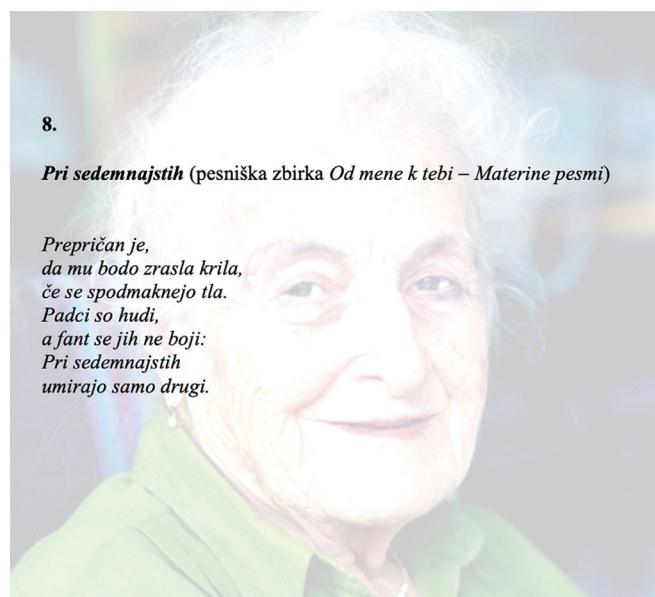 8.
Pri sedemnajstih (pesniška zbirka Od mene k tebi – Materine pesmi)
Prepričan je,
da mu bodo zrasla krila,
če se spodmaknejo tla.
Padci so hudi,
a fant se jih ne boji:
Pri sedemnajstih
umirajo samo drugi.